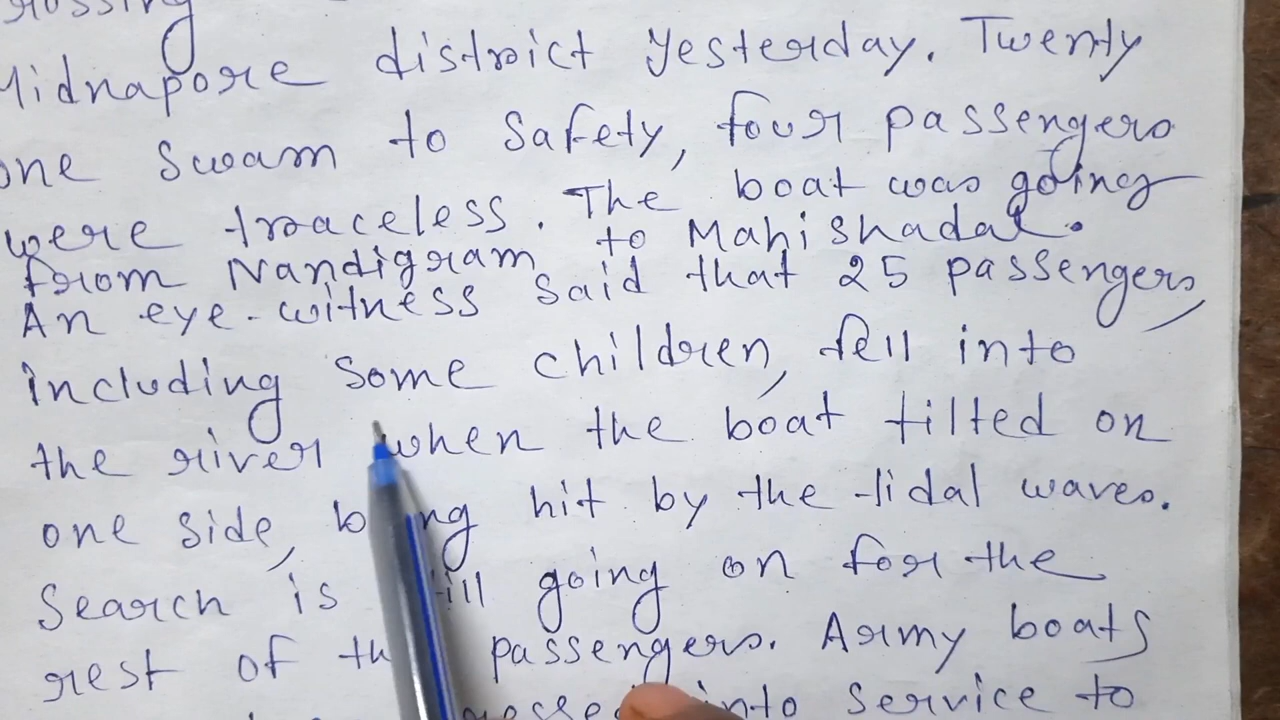 Midnapore district yesterday. Twenty
one swam to safety, four passengers
were traceless. The boat was going
from Nandigram to Mahishadal.
An eye-witness said that 25 passengers,
including some children, fell into
the river when the boat tilted on
one side, being hit by the tidal waves.
Search is still going on for the
rest of the passengers. Army boats
into service to